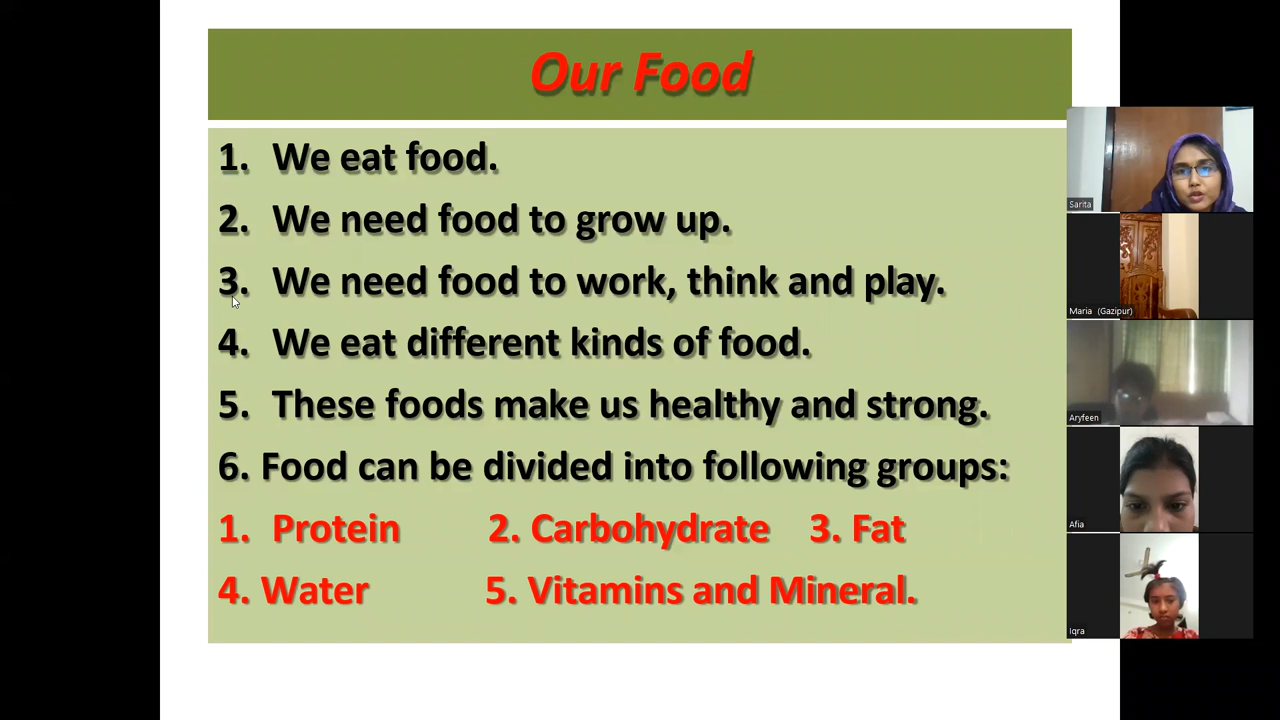 Our Food
1. We eat food.
2. We need food to grow up.
3. We need food to work, think and play.
4. We eat different kinds of food.
5. These foods make us healthy and strong.
6. Food can be divided into following groups:
1. Protein 2. Carbohydrate 3. Fat
4. Water 5. Vitamins and Mineral.
Sarita
Maria (Gazipur)
Aryfeen
Afia
Iqra